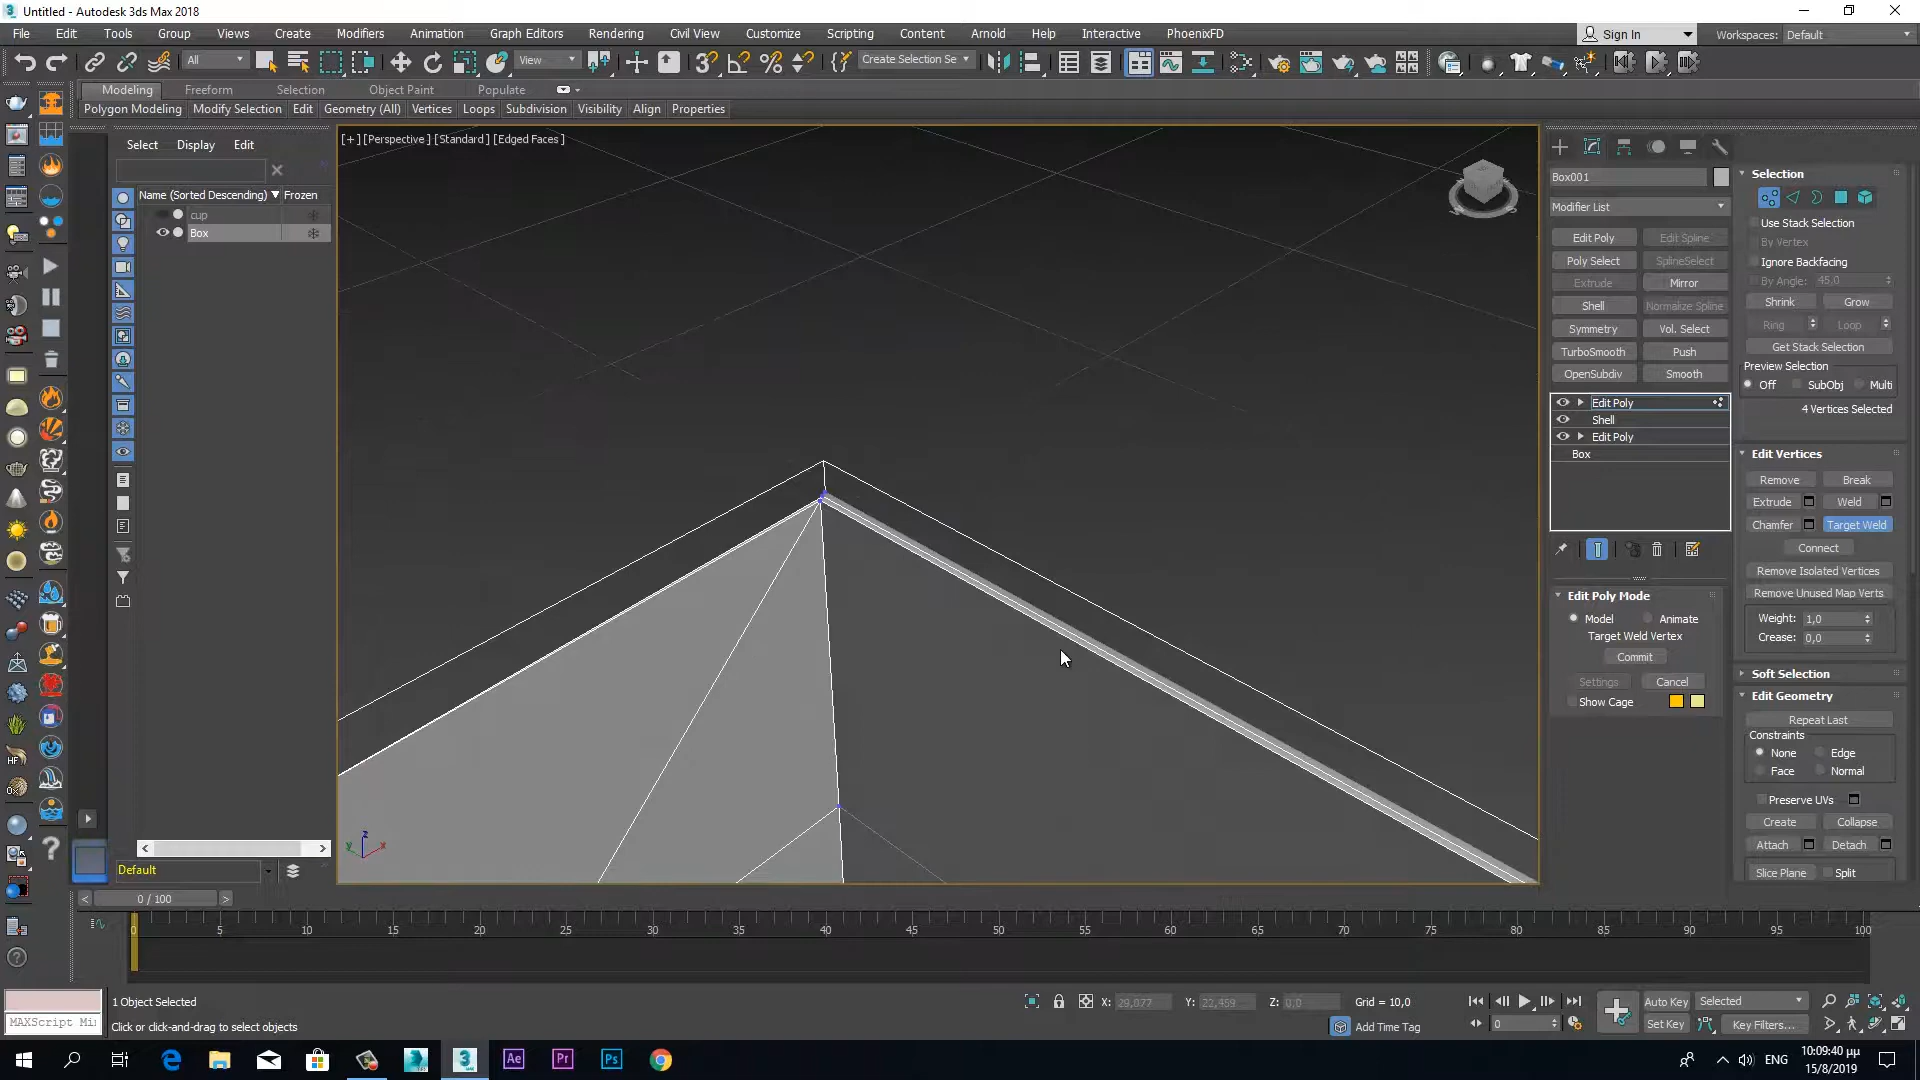 Untitled - Autodesk 3ds Max 2018
File Edit Tools Group Views Create Modifiers Animation Graph Editors Rendering Civil View Customize Scripting Content Arnold Help Interactive PhoenixFD Sign In Workspaces: Default
All View Create Selection Se
Modeling Freeform Selection Object Paint Populate
Polygon Modeling Modify Selection Edit Geometry (All) Vertices Loops Subdivision Visibility Align Properties
Select Display Edit
Name (Sorted Descending) Frozen
cup
Box
[+] [Perspective] [Standard] [Edged Faces]
Box001
Modifier List
Edit Poly Edit Spline
Poly Select SplineSelect
Extrude Mirror
Shell Normalize Spline
Symmetry Vol. Select
TurboSmooth Push
OpenSubdiv Smooth
Edit Poly
Shell
Edit Poly
Box
Edit Poly Mode
Model Animate
Target Weld Vertex
Commit
Settings Cancel
Show Cage
Selection
Use Stack Selection
By Vertex
Ignore Backfacing
By Angle: 45,0
Shrink Grow
Ring Loop
Get Stack Selection
Preview Selection
Off SubObj Multi
4 Vertices Selected
Edit Vertices
Remove Break
Extrude Weld
Chamfer Target Weld
Connect
Remove Isolated Vertices
Remove Unused Map Verts
Weight: 1,0
Crease: 0,0
Soft Selection
Edit Geometry
Repeat Last
Constraints
None Edge
Face Normal
Preserve UVs
Create Collapse
Attach Detach
Slice Plane Split
z
y x
HF
Default
< 0 / 100 >
0 5 10 15 20 25 30 35 40 45 50 55 60 65 70 75 80 85 90 95 100
1 Object Selected
MAXScript Mi
Click or click-and-drag to select objects
X: 29,077 Y: 22,459 Z: 0,0 Grid = 10,0
Add Time Tag
0
Auto Key Selected
Set Key Key Filters...
Ae Pr Ps
ENG
10:09:40 μμ
15/8/2019